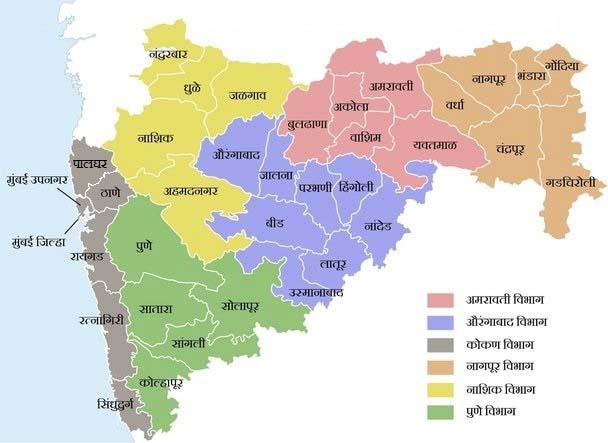 नंदुरबार
धुळे
जळगाव
नाशिक
अहमदनगर
औरंगाबाद
जालना
परभणी
हिंगोली
बीड
नांदेड
लातूर
उस्मानाबाद
बुलढाणा
अकोला
अमरावती
वाशिम
यवतमाळ
नागपूर
भंडारा
गोंदिया
वर्धा
चंद्रपूर
गडचिरोली
पालघर
मुंबई उपनगर
ठाणे
मुंबई जिल्हा
रायगड
रत्नागिरी
सिंधुदुर्ग
पुणे
सातारा
सोलापूर
सांगली
कोल्हापूर
अमरावती विभाग
औरंगाबाद विभाग
कोकण विभाग
नागपूर विभाग
नाशिक विभाग
पुणे विभाग